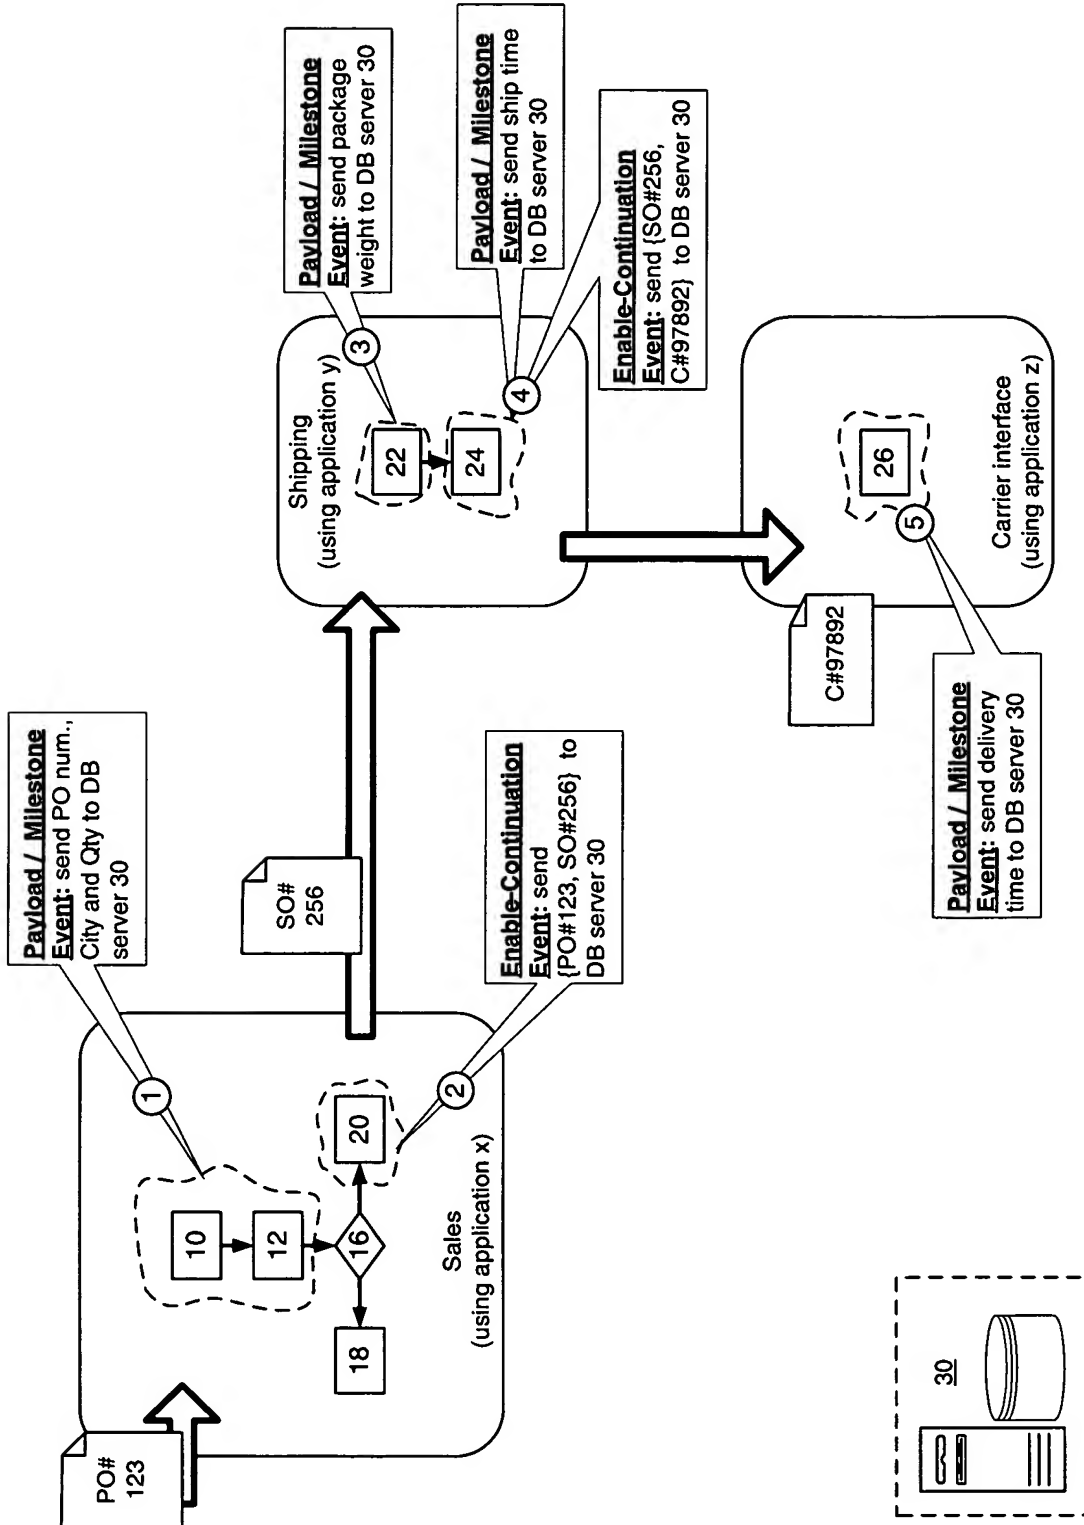 PO#
123
10
12
16
18
20
Sales
(using application x)
1
Payload / Milestone
Event: send PO num.,
City and Qty to DB
server 30
2
Enable-Continuation
Event: send
{PO#123, SO#256} to
DB server 30
SO#
256
Shipping
(using application y)
22
24
3
Payload / Milestone
Event: send package
weight to DB server 30
4
Payload / Milestone
Event: send ship time
to DB server 30
Enable-Continuation
Event: send {SO#256,
C#97892} to DB server 30
C#97892
26
5
Carrier interface
(using application z)
Payload / Milestone
Event: send delivery
time to DB server 30
30